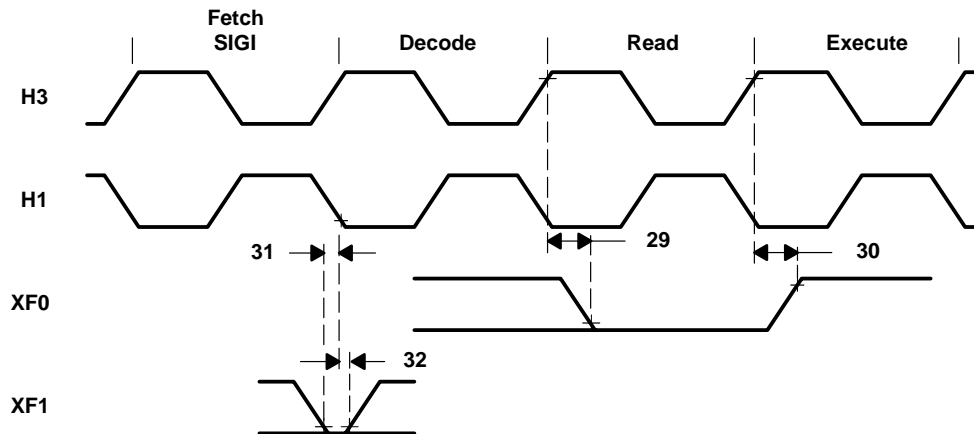 Fetch
SIGI
Decode
Read
Execute
H3
H1
31
29
30
XF0
32
XF1